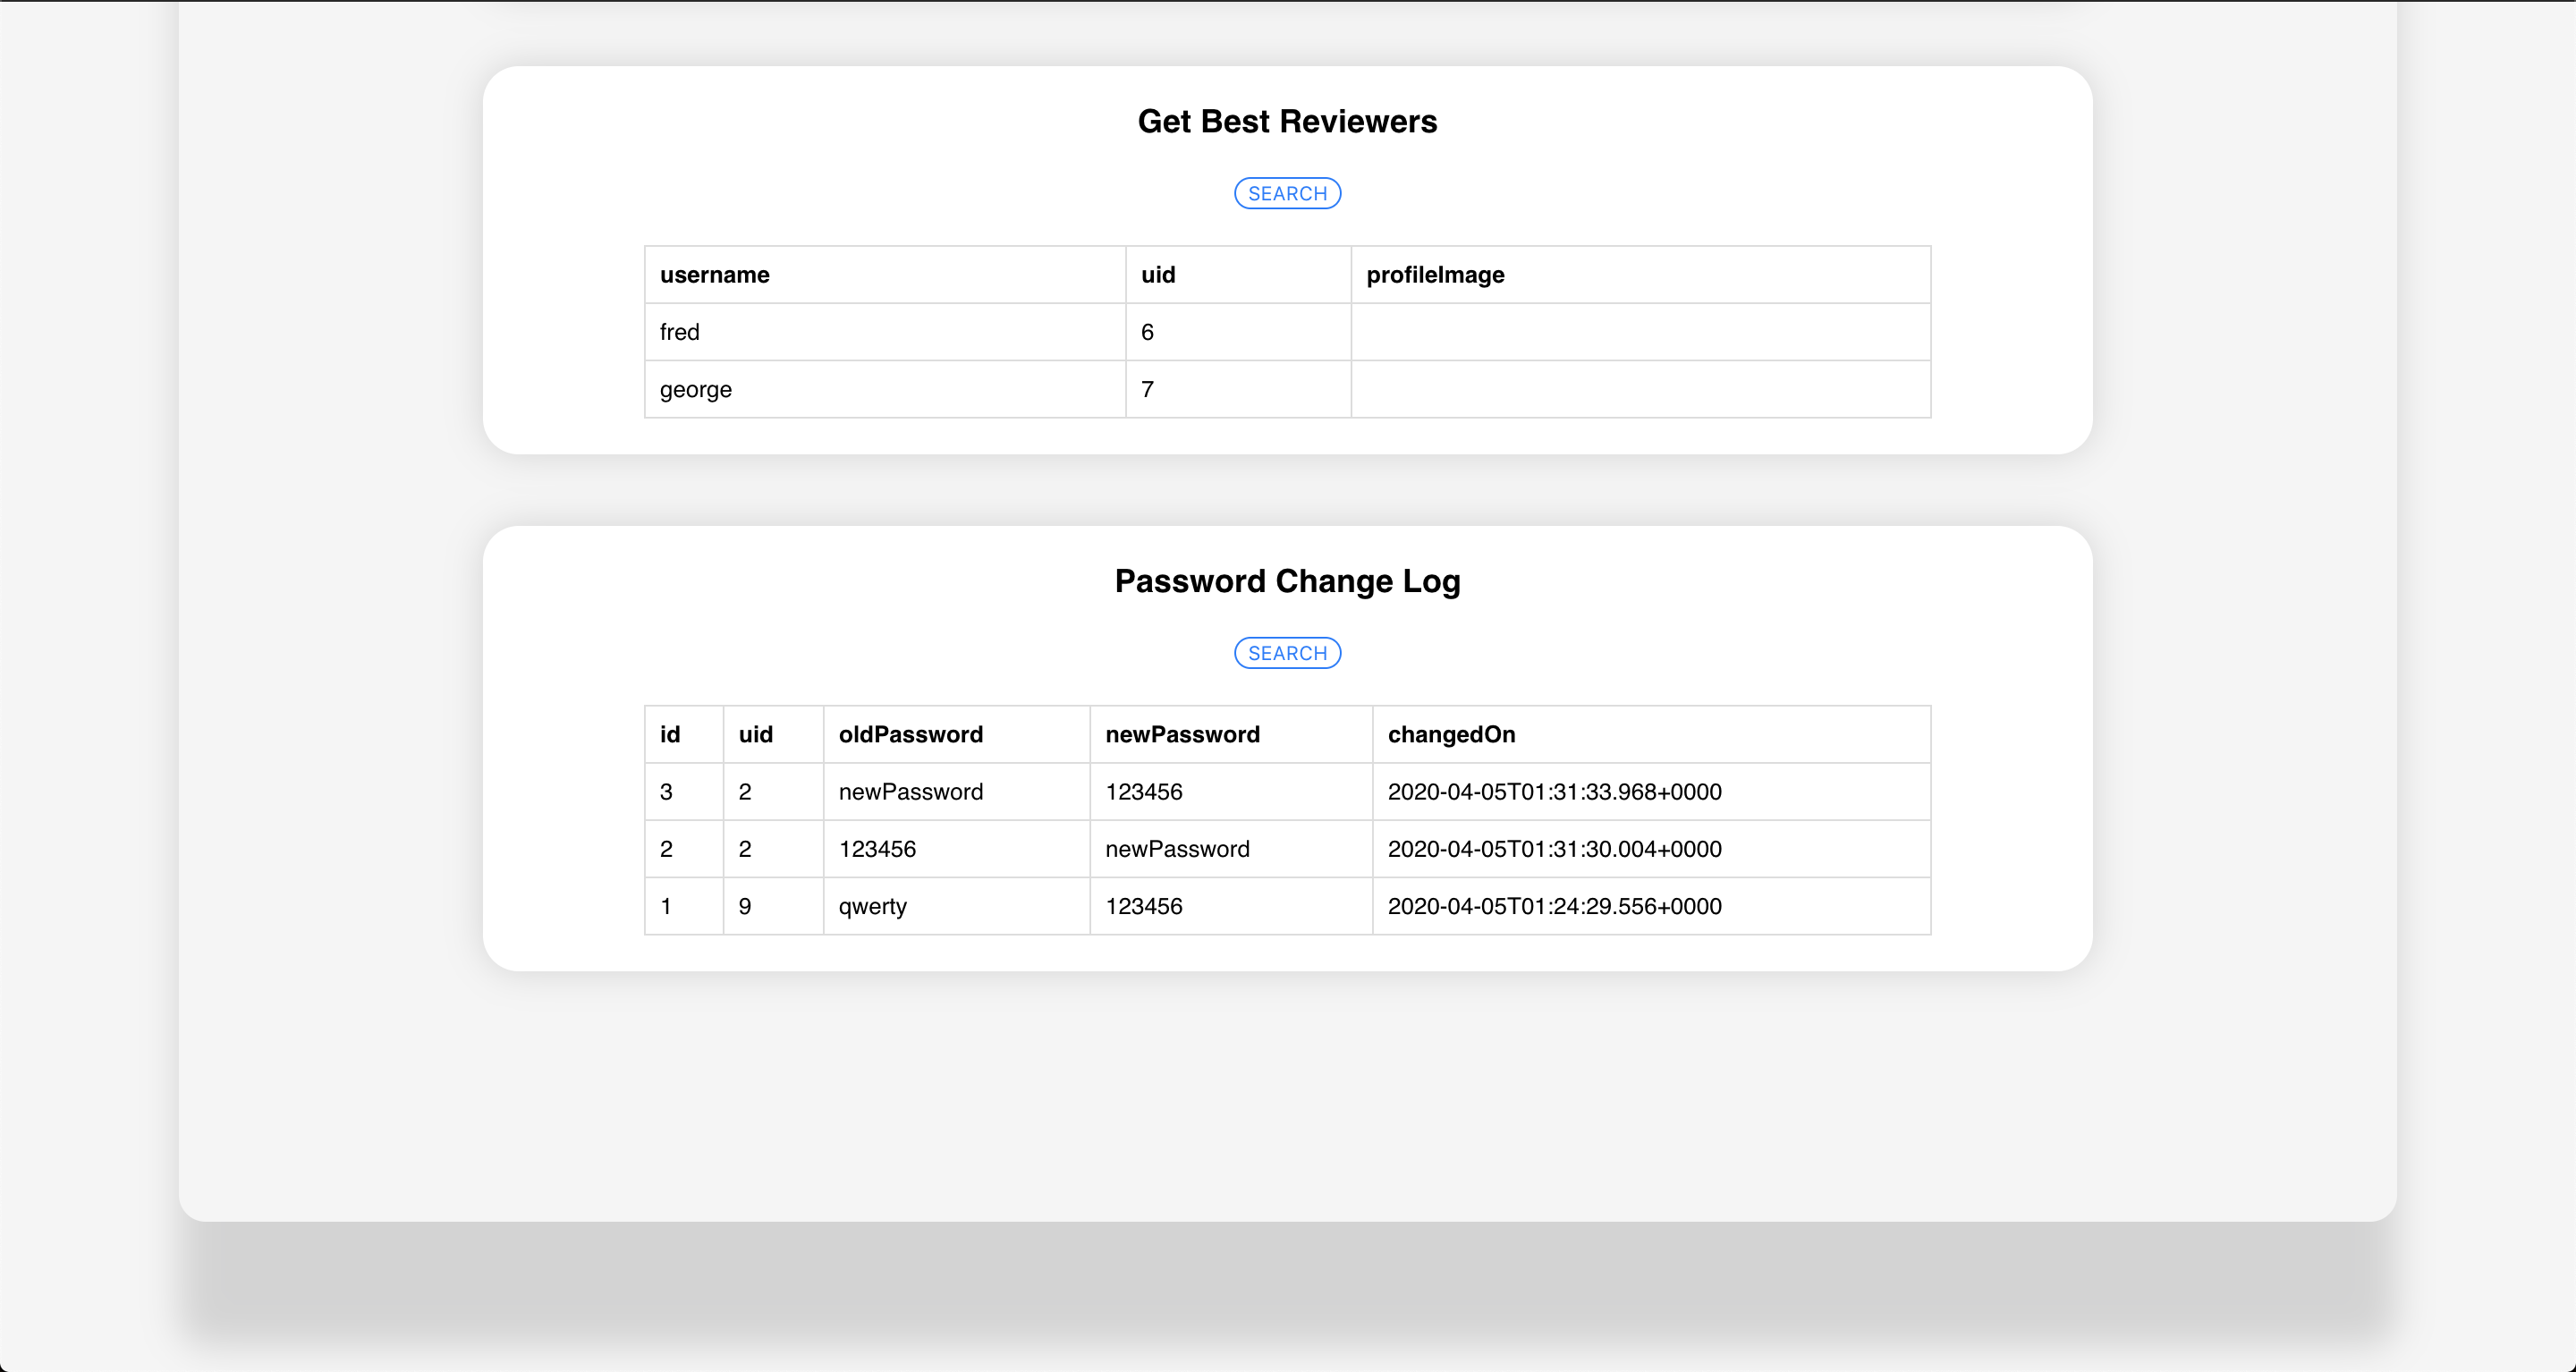 Get Best Reviewers
SEARCH
username uid profileImage
fred 6
george 7
Password Change Log
SEARCH
id uid oldPassword newPassword changedOn
3 2 newPassword 123456 2020-04-05T01:31:33.968+0000
2 2 123456 newPassword 2020-04-05T01:31:30.004+0000
1 9 qwerty 123456 2020-04-05T01:24:29.556+0000